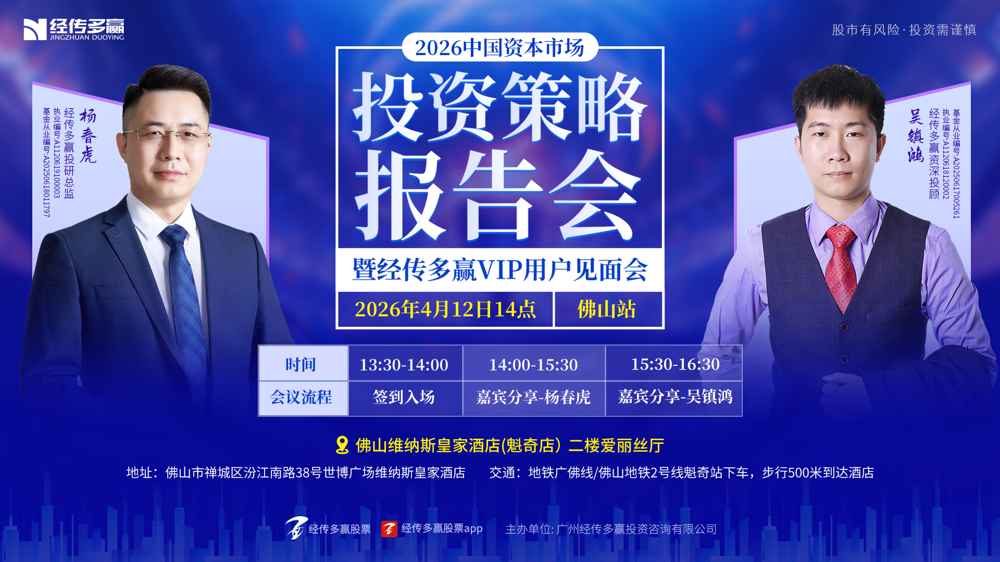 经传多赢
JINGZHUAN DUOYING
股市有风险·投资需谨慎
2026中国资本市场
投资策略
报告会
暨经传多赢VIP用户见面会
2026年4月12日14点
佛山站
杨春虎
经传多赢投研总监
执业编号:A1120619100003
基金从业编号:A20250618011797
吴镇鸿
经传多赢资深投顾
执业编号:A1120618120002
基金从业编号:A20250617005261
时间
13:30-14:00
14:00-15:30
15:30-16:30
会议流程
签到入场
嘉宾分享-杨春虎
嘉宾分享-吴镇鸿
佛山维纳斯皇家酒店(魁奇店) 二楼爱丽丝厅
地址：佛山市禅城区汾江南路38号世博广场维纳斯皇家酒店
交通：地铁广佛线/佛山地铁2号线魁奇站下车，步行500米到达酒店
经传多赢股票
经传多赢股票app
主办单位: 广州经传多赢投资咨询有限公司